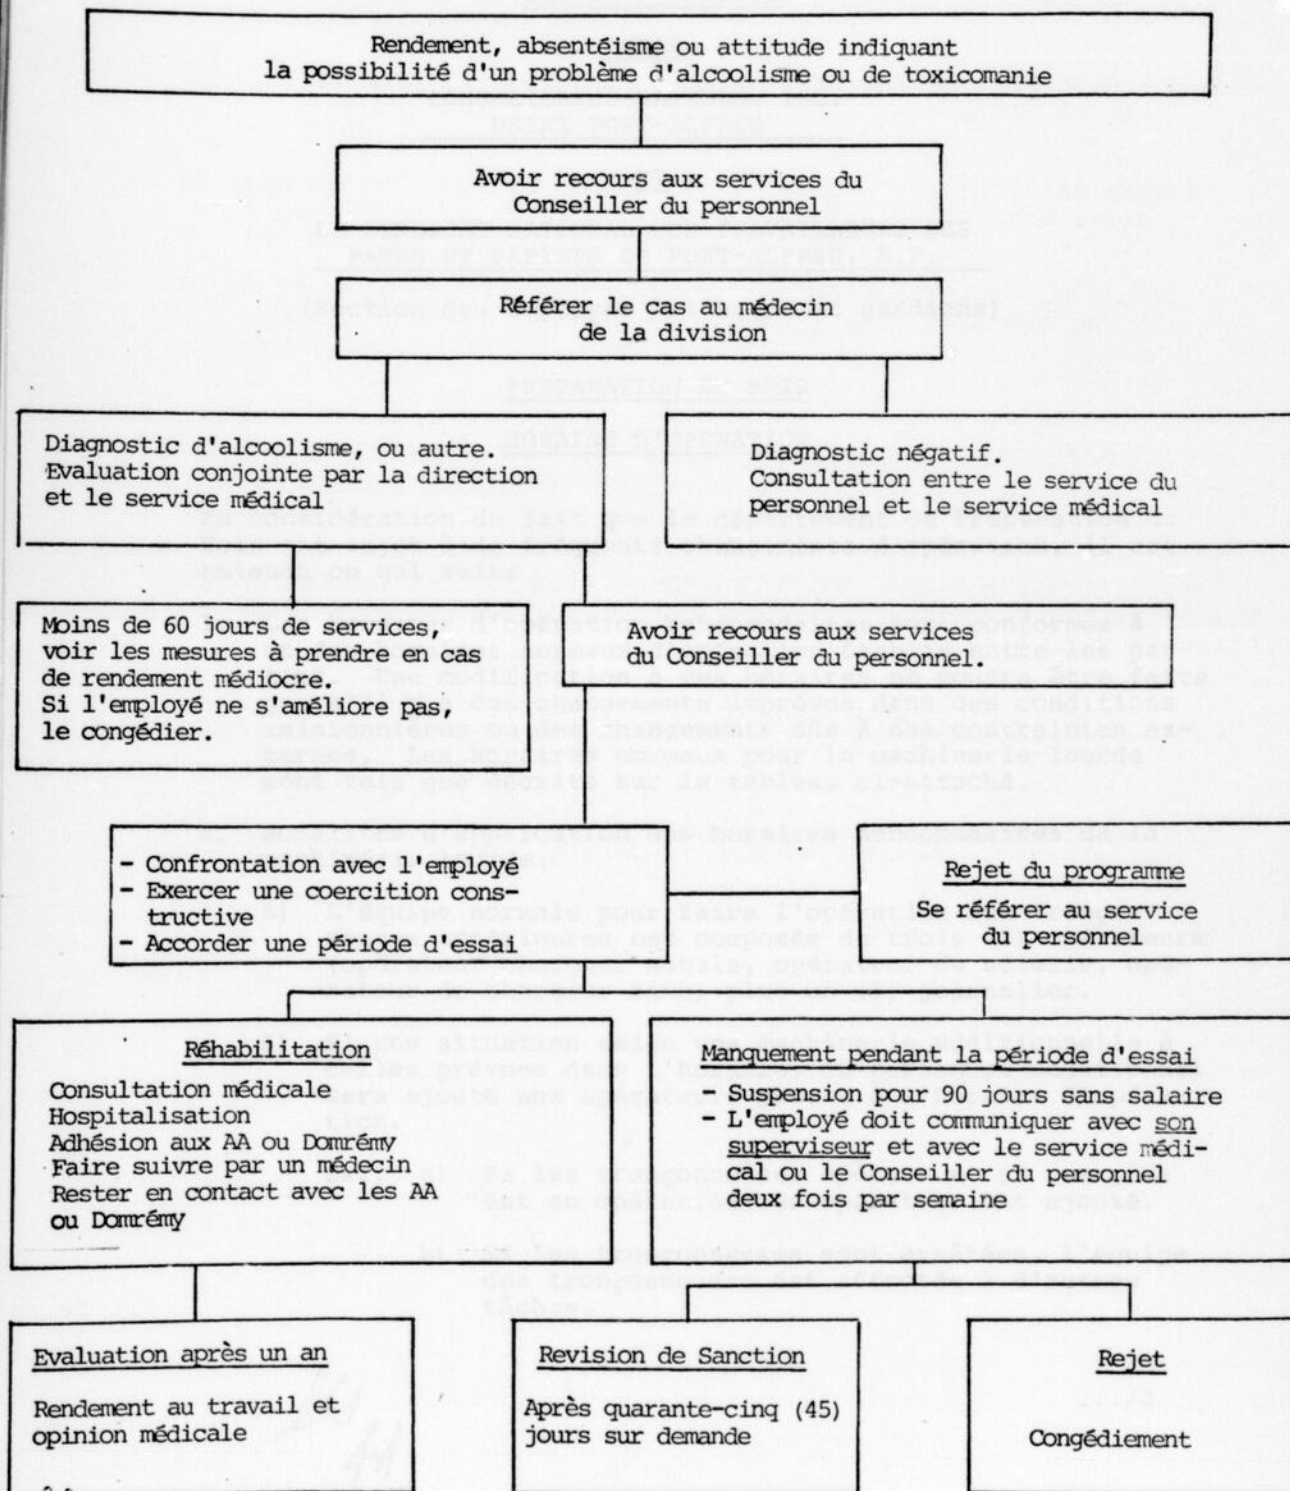 Rendement, absentéisme ou attitude indiquant
la possibilité d'un problème d'alcoolisme ou de toxicomanie
Avoir recours aux services du
Conseiller du personnel
Référer le cas au médecin
de la division
Diagnostic d'alcoolisme, ou autre.
Evaluation conjointe par la direction
et le service médical
Diagnostic négatif.
Consultation entre le service du
personnel et le service médical
Moins de 60 jours de services,
voir les mesures à prendre en cas
de rendement médiocre.
Si l'employé ne s'améliore pas,
le congédier.
Avoir recours aux services
du Conseiller du personnel.
- Confrontation avec l'employé
- Exercer une coercition cons-
tructive
- Accorder une période d'essai
Rejet du programme
Se référer au service
du personnel
Réhabilitation
Consultation médicale
Hospitalisation
Adhésion aux AA ou Domrémy
Faire suivre par un médecin
Rester en contact avec les AA
ou Domrémy
Manquement pendant la période d'essai
- Suspension pour 90 jours sans salaire
- L'employé doit communiquer avec son
superviseur et avec le service médi-
cal ou le Conseiller du personnel
deux fois par semaine
Evaluation après un an
Rendement au travail et
opinion médicale
Revision de Sanction
Après quarante-cinq (45)
jours sur demande
Rejet
Congédiement